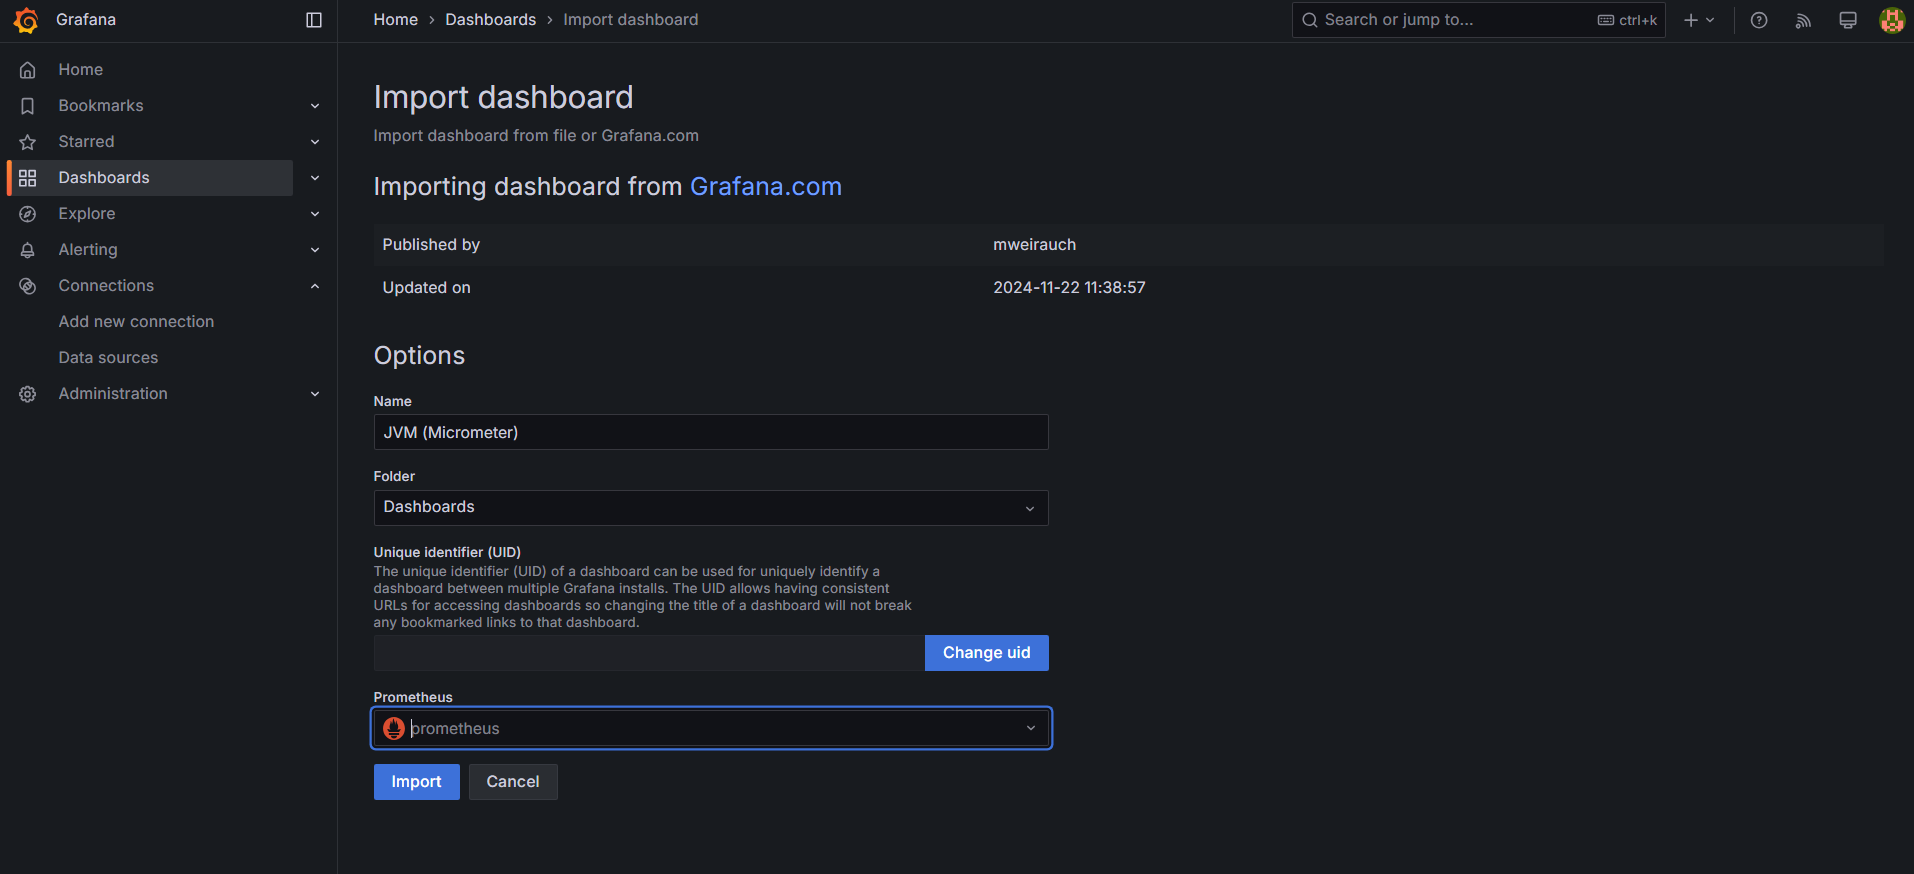 Grafana
Home > Dashboards > Import dashboard
Search or jump to...
ctrl+k
Home
Bookmarks
Starred
Dashboards
Explore
Alerting
Connections
Add new connection
Data sources
Administration
Import dashboard
Import dashboard from file or Grafana.com
Importing dashboard from Grafana.com
Published by mweirauch
Updated on 2024-11-22 11:38:57
Options
Name
JVM (Micrometer)
Folder
Dashboards
Unique identifier (UID)
The unique identifier (UID) of a dashboard can be used for uniquely identify a
dashboard between multiple Grafana installs. The UID allows having consistent
URLs for accessing dashboards so changing the title of a dashboard will not break
any bookmarked links to that dashboard.
Change uid
Prometheus
prometheus
Import Cancel